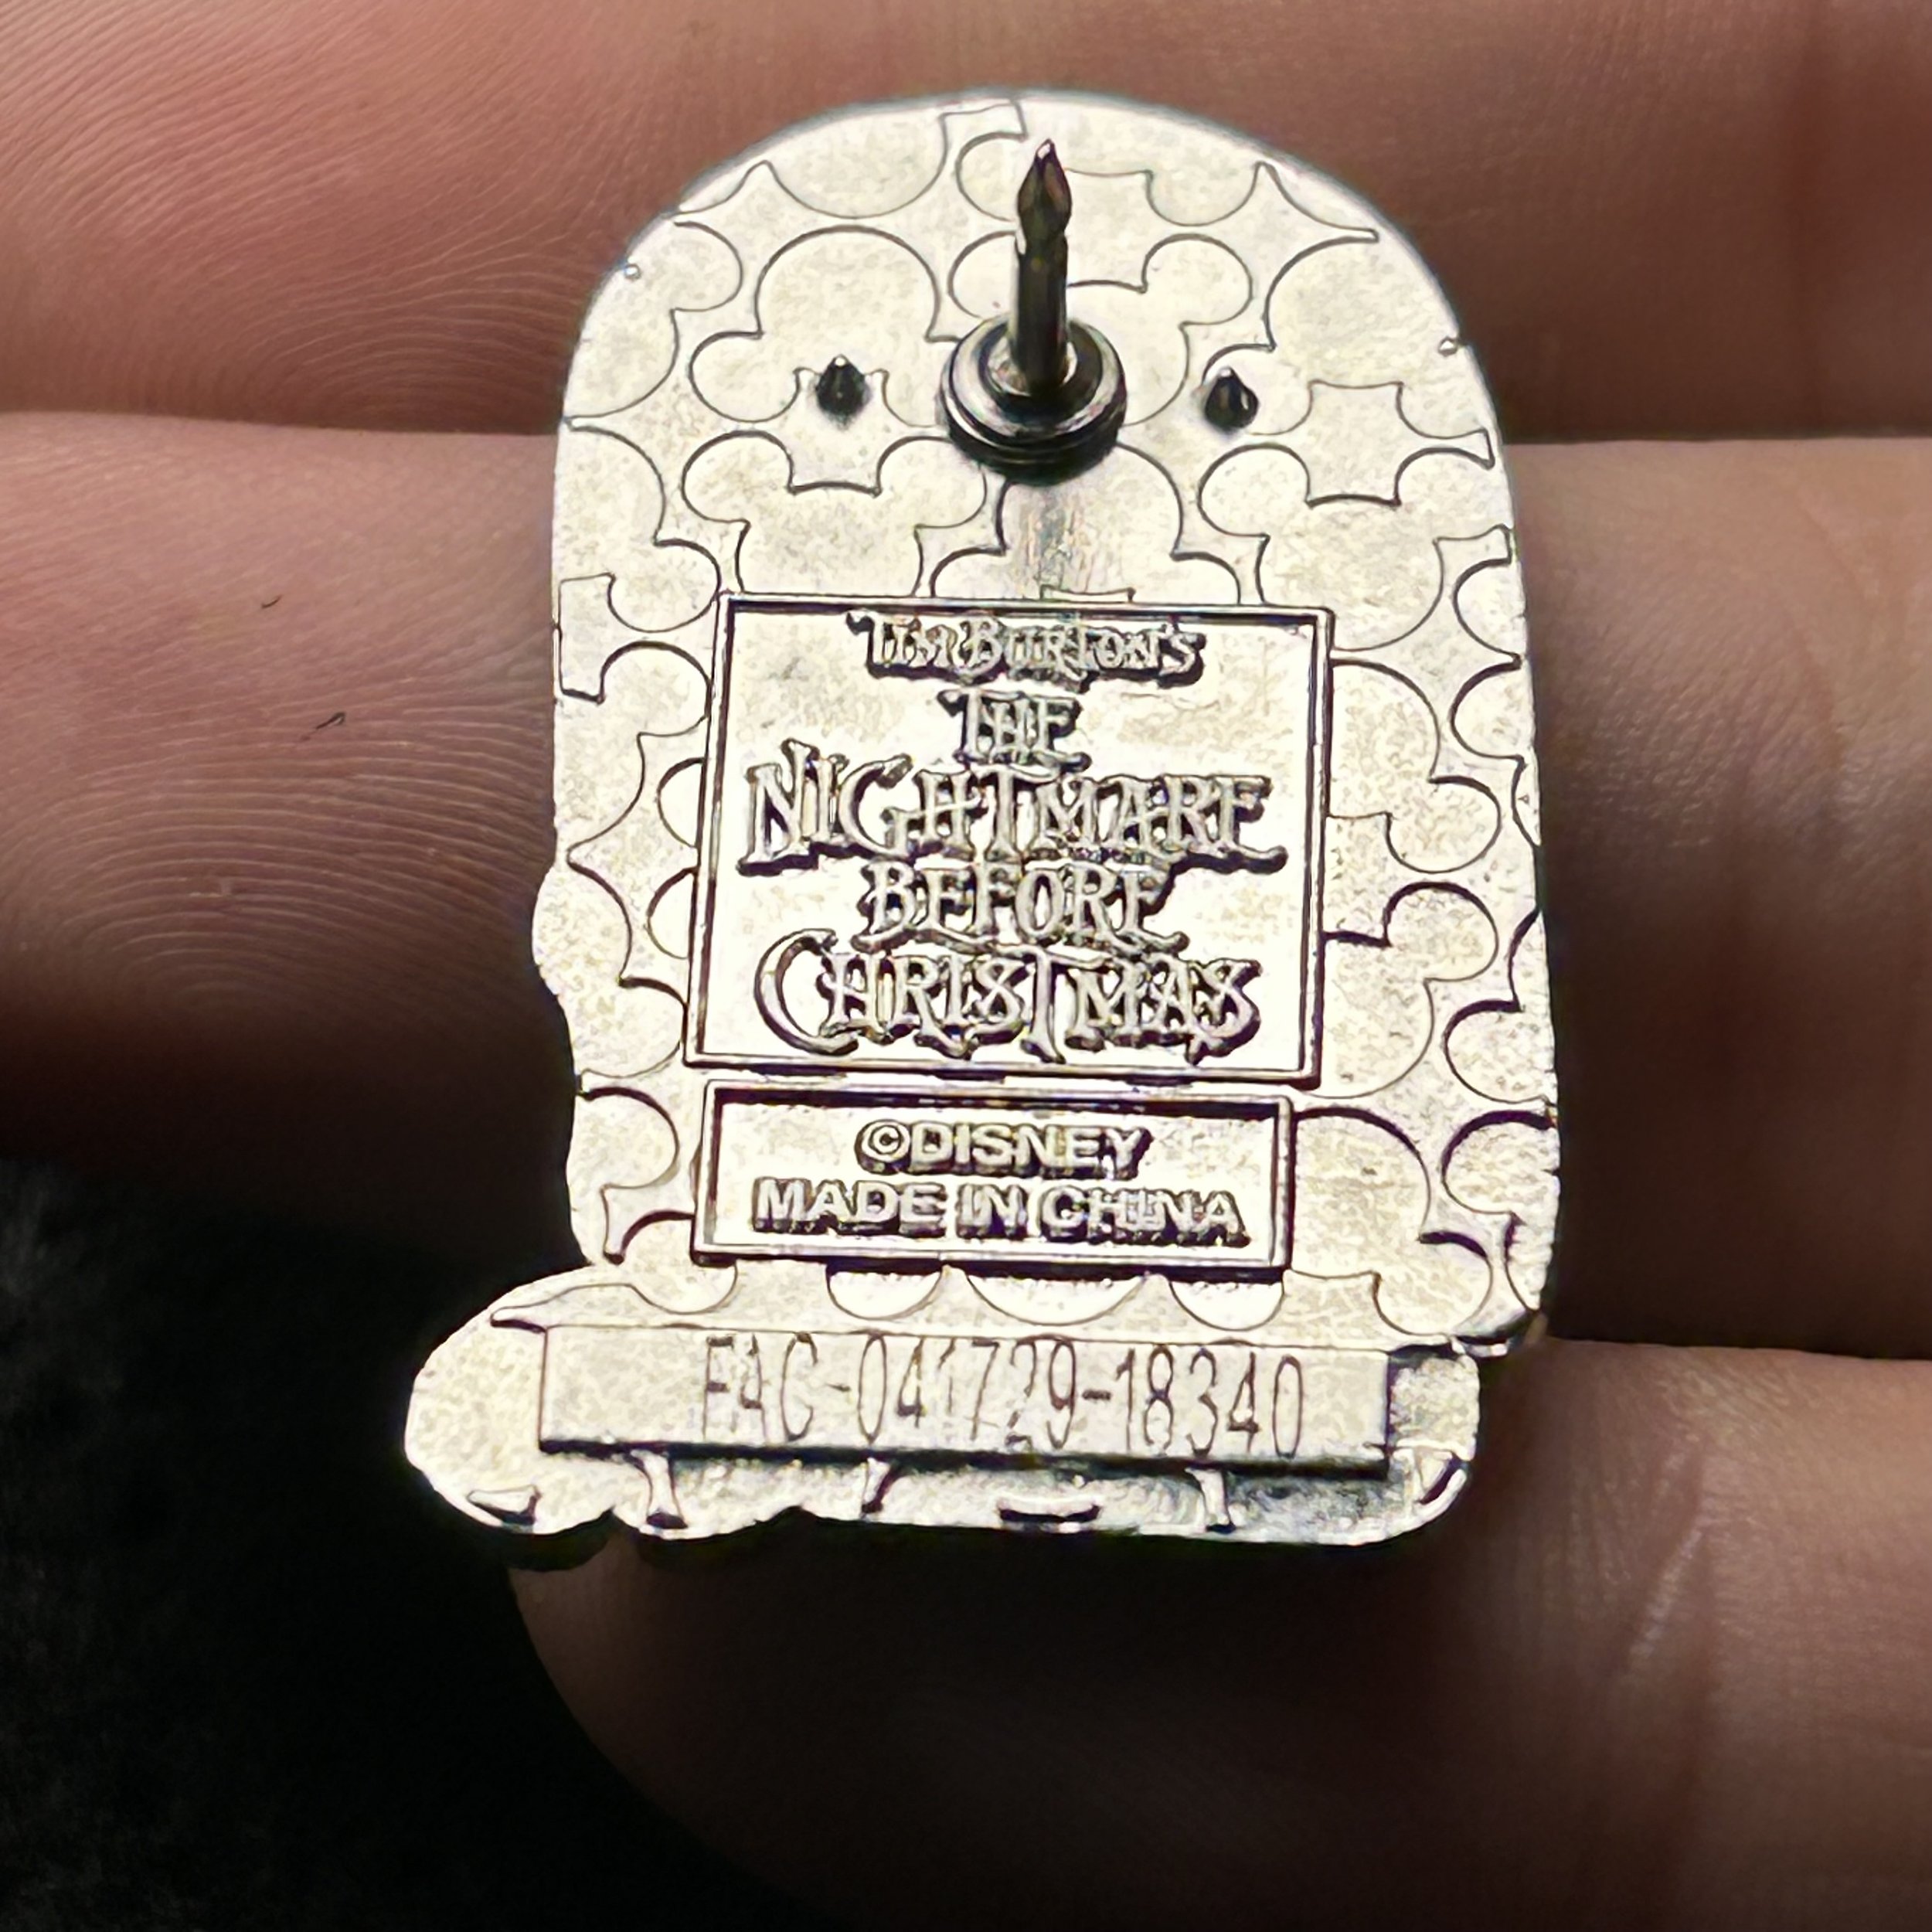 TIM BURTON'S
THE
NIGHTMARE
BEFORE
CHRISTMAS
©DISNEY
MADE IN CHINA
FAC-041729-18340